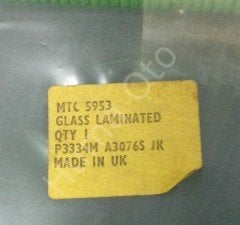 MTC 5953
GLASS LAMINATED
QTY 1
P3334M A3076S JK
MADE IN UK